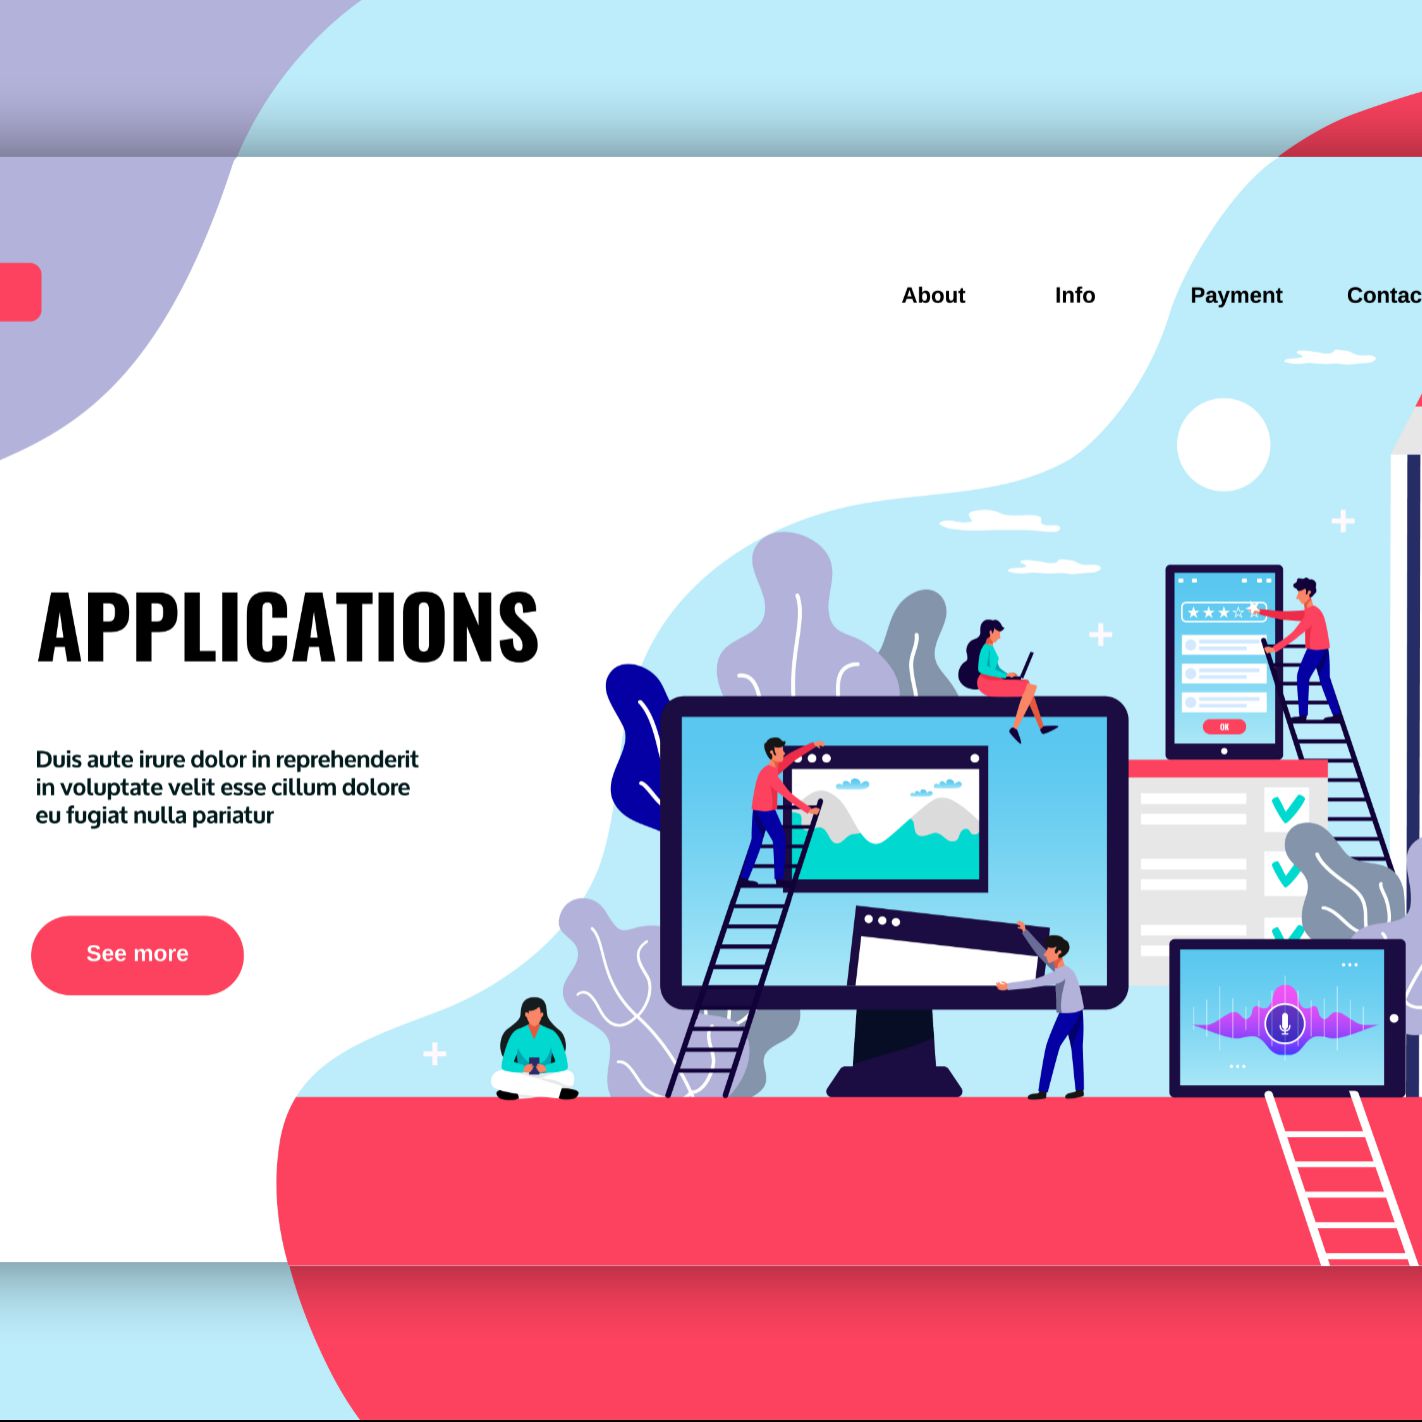 About Info Payment Contac
APPLICATIONS
Duis aute irure dolor in reprehenderit
in voluptate velit esse cillum dolore
eu fugiat nulla pariatur
See more
OK